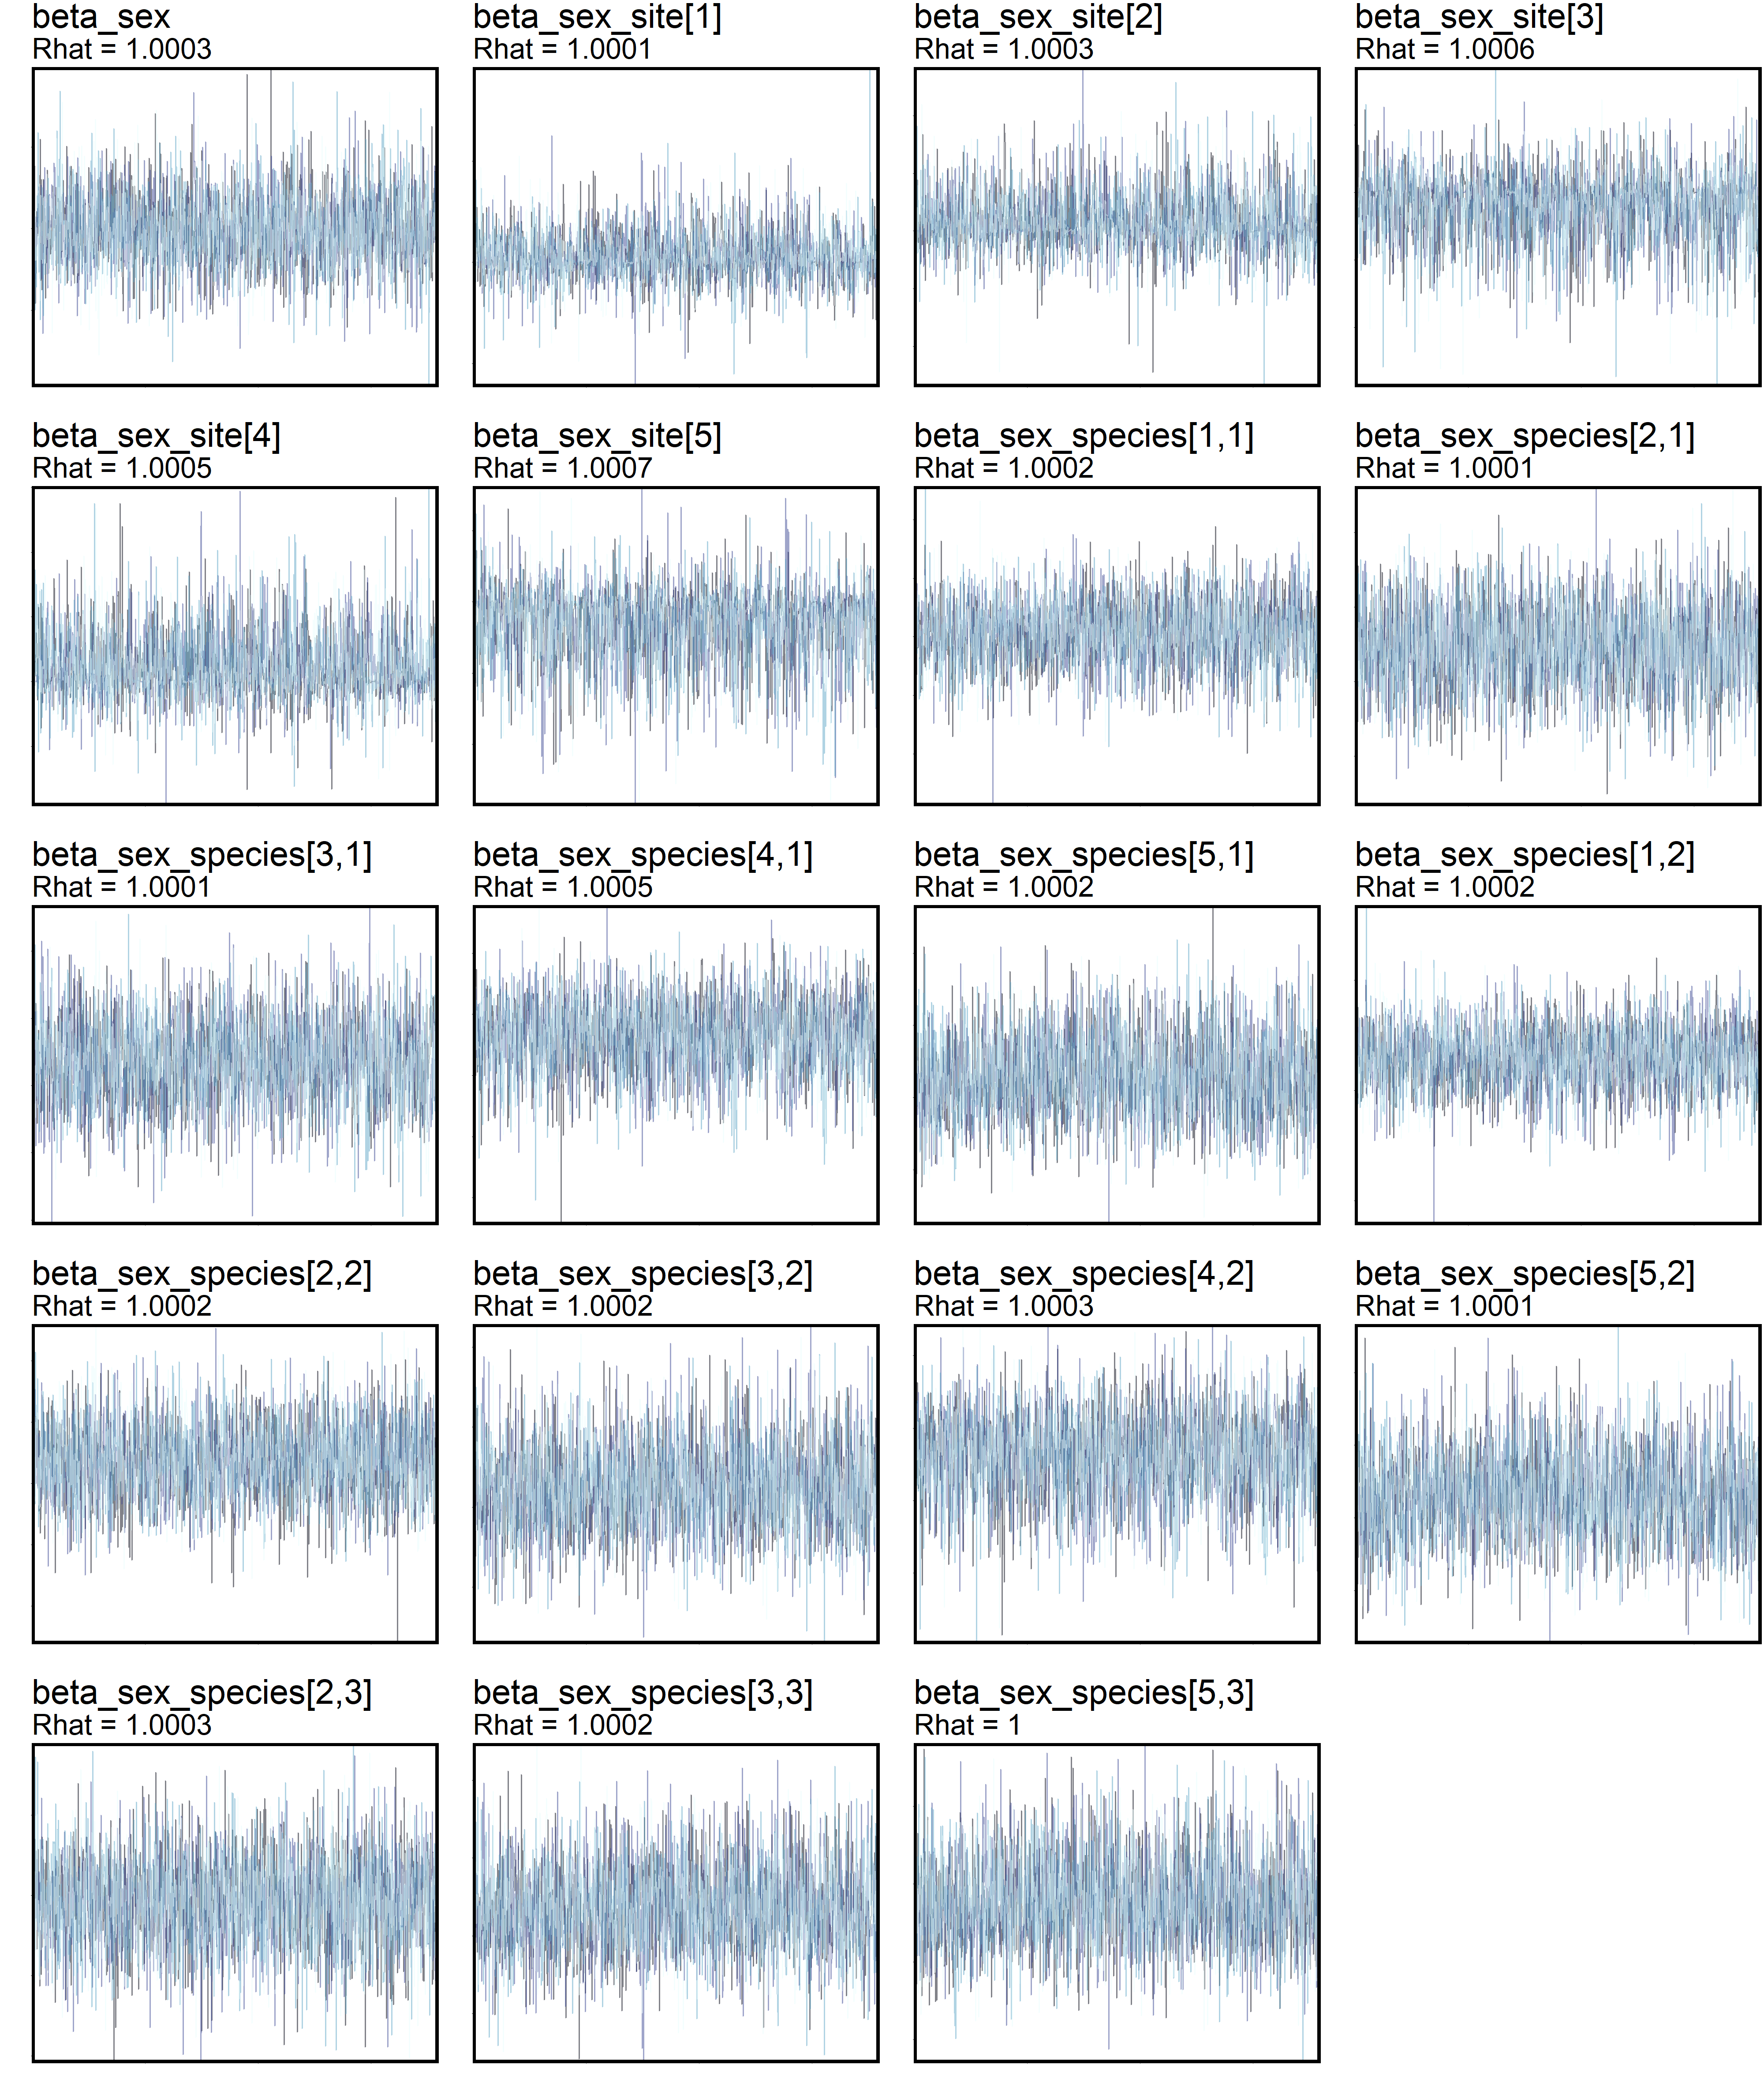 beta_sex
Rhat = 1.0003
beta_sex_site[1]
Rhat = 1.0001
beta_sex_site[2]
Rhat = 1.0003
beta_sex_site[3]
Rhat = 1.0006
beta_sex_site[4]
Rhat = 1.0005
beta_sex_site[5]
Rhat = 1.0007
beta_sex_species[1,1]
Rhat = 1.0002
beta_sex_species[2,1]
Rhat = 1.0001
beta_sex_species[3,1]
Rhat = 1.0001
beta_sex_species[4,1]
Rhat = 1.0005
beta_sex_species[5,1]
Rhat = 1.0002
beta_sex_species[1,2]
Rhat = 1.0002
beta_sex_species[2,2]
Rhat = 1.0002
beta_sex_species[3,2]
Rhat = 1.0002
beta_sex_species[4,2]
Rhat = 1.0003
beta_sex_species[5,2]
Rhat = 1.0001
beta_sex_species[2,3]
Rhat = 1.0003
beta_sex_species[3,3]
Rhat = 1.0002
beta_sex_species[5,3]
Rhat = 1